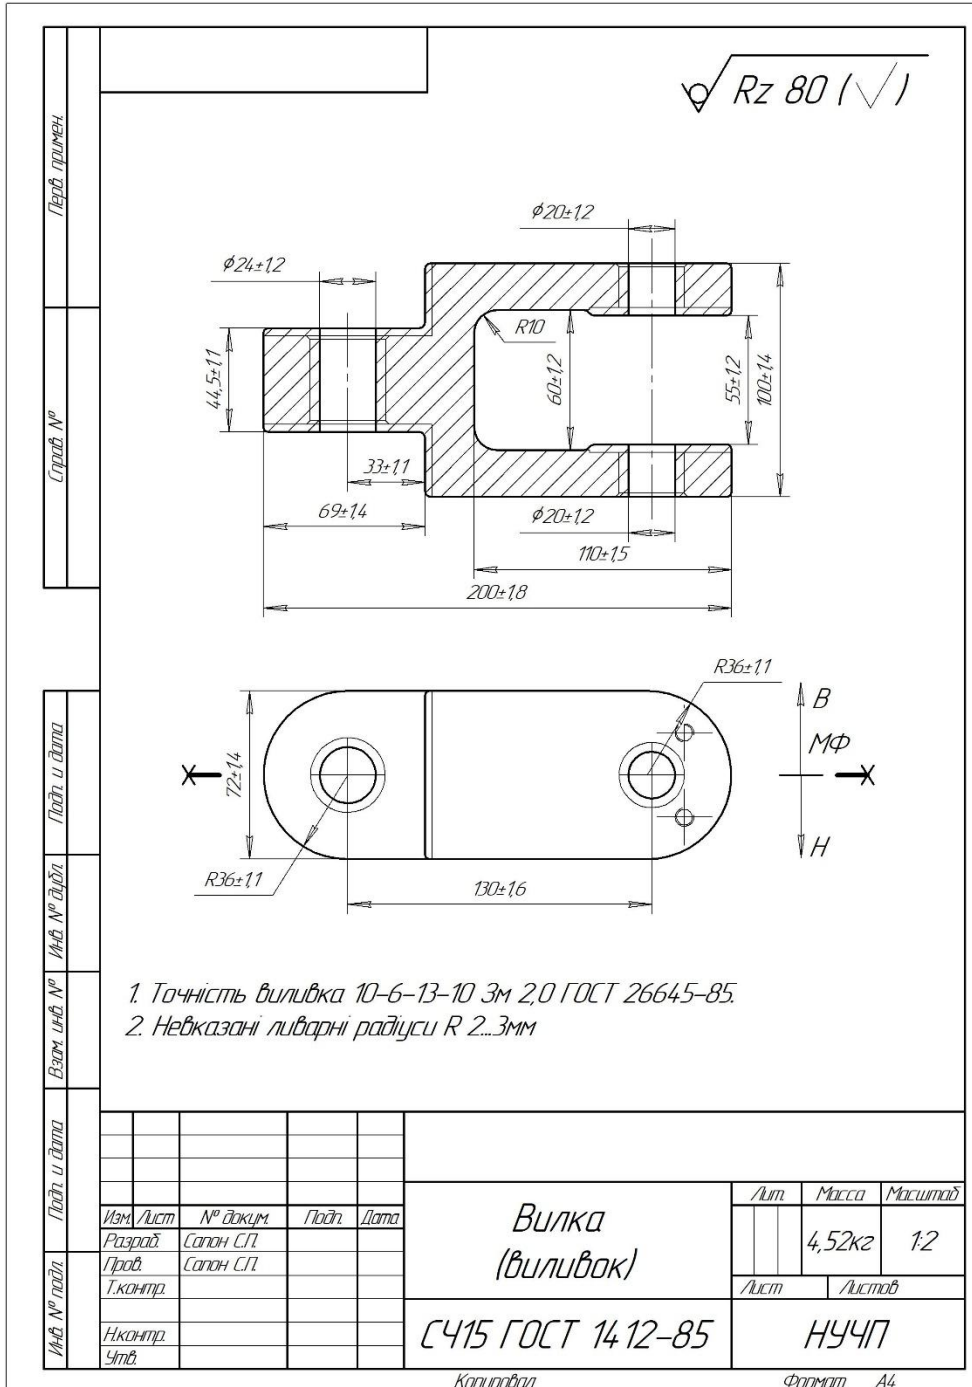 Rz 80 (√)
Перв. примен.
Справ. №
Подп. и дата
Инв. № дубл.
Взам. инв. №
Подп. и дата
Инв. № подл.
⌀20±1,2
⌀24±1,2
R10
44,5±1,1
60±1,2
55±1,2
100±1,4
33±1,1
69±1,4
⌀20±1,2
110±1,5
200±1,8
R36±1,1
В
МФ
Н
Х
Х
72±1,4
R36±1,1
130±1,6
1. Точність виливка 10-6-13-10 Зм 2,0 ГОСТ 26645-85.
2. Невказані ливарні радіуси R 2...3мм
Изм. Лист № докум. Подп. Дата
Разраб. Сапон С.П.
Пров. Сапон С.П.
Т.контр.
Н.контр.
Утв.
Вилка
(виливок)
Лит. Масса Масштаб
4,52кг 1:2
Лист Листов
СЧ15 ГОСТ 1412-85
НУЧП
Копировал Формат А4